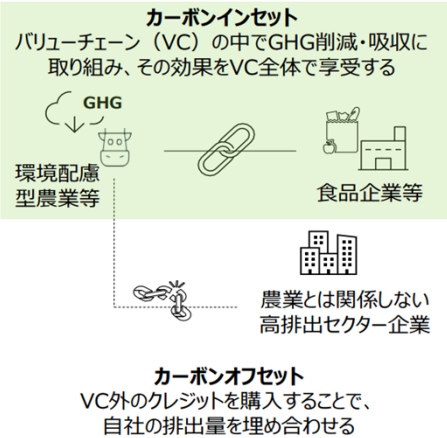 カーボンインセット
バリューチェーン（VC）の中でGHG削減・吸収に
取り組み、その効果をVC全体で享受する
GHG
環境配慮
型農業等
食品企業等
農業とは関係しない
高排出セクター企業
カーボンオフセット
VC外のクレジットを購入することで、
自社の排出量を埋め合わせる